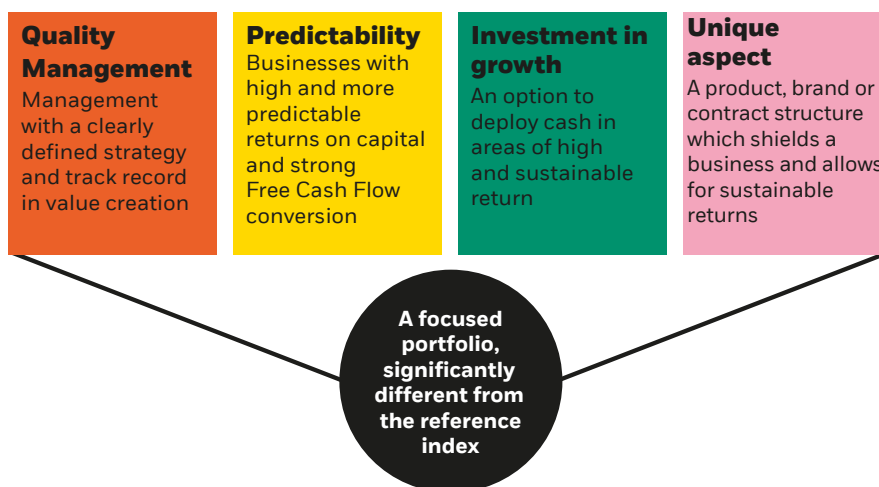 Quality
Management
Management
with a clearly
defined strategy
and track record
in value creation
Predictability
Businesses with
high and more
predictable
returns on capital
and strong
Free Cash Flow
conversion
Investment in
growth
An option to
deploy cash in
areas of high
and sustainable
return
Unique
aspect
A product, brand or
contract structure
which shields a
business and allows
for sustainable
returns
A focused
portfolio,
significantly
different from
the reference
index